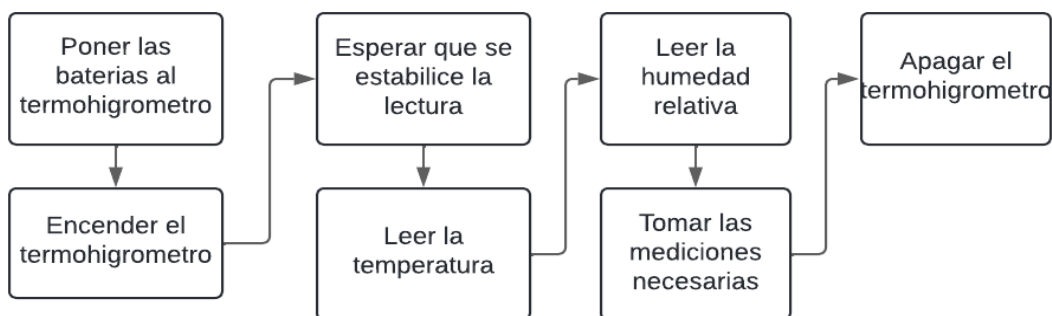 Poner las
baterias al
termohigrometro
Encender el
termohigrometro
Esperar que se
estabilice la
lectura
Leer la
temperatura
Leer la
humedad
relativa
Tomar las
mediciones
necesarias
Apagar el
termohigrometro